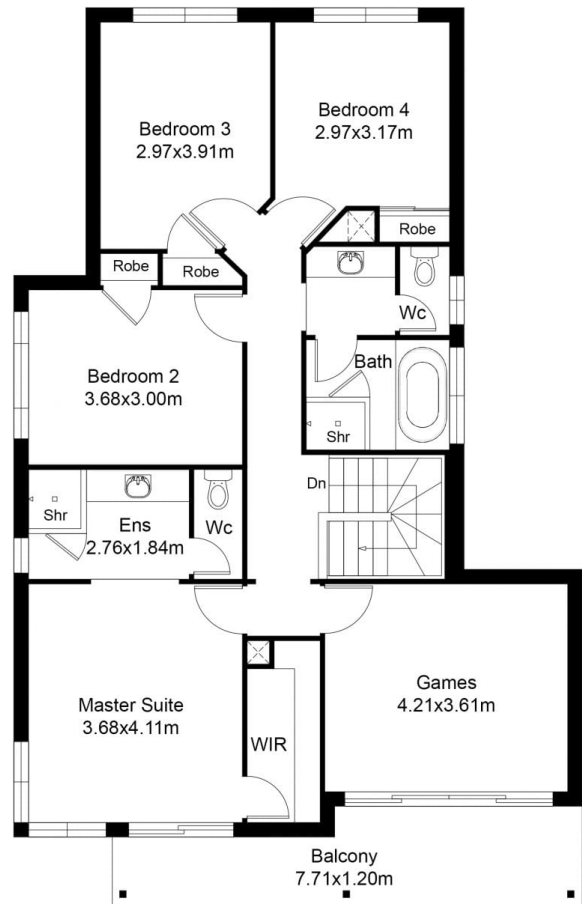 Bedroom 3
2.97x3.91m
Bedroom 4
2.97x3.17m
Robe
Robe
Robe
Wc
Bath
Bedroom 2
3.68x3.00m
Shr
Dn
Shr
Ens
2.76x1.84m
Wc
Master Suite
3.68x4.11m
WIR
Games
4.21x3.61m
Balcony
7.71x1.20m